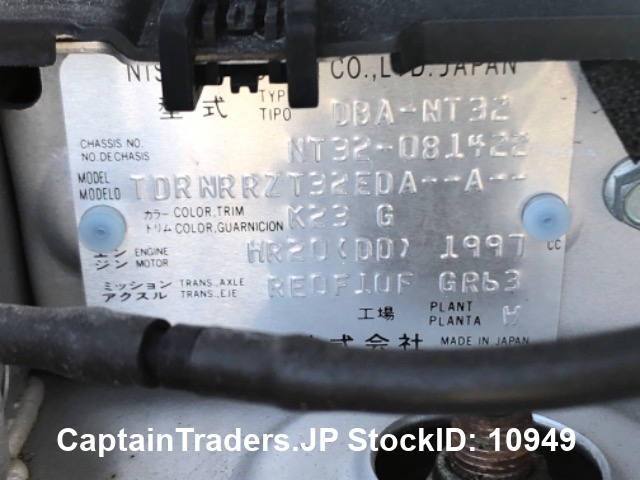 CO.,LTD. JAPAN
型式 TYPE TIPO DBA-NT32
CHASSIS NO. NO.DE CHASIS NT32-081422
MODEL MODELO TDRNRRZT32EDA--A--
カラー COLOR,TRIM トリム COLOR,GUARNICION K23 G
エンジン ENGINE MOTOR MR20(DD) 1997 CC
ミッション TRANS.AXLE アクスル TRANS.EJE RE0F10F GR63
工場 PLANT PLANTA W
式会社 MADE IN JAPAN
CaptainTraders.JP StockID: 10949